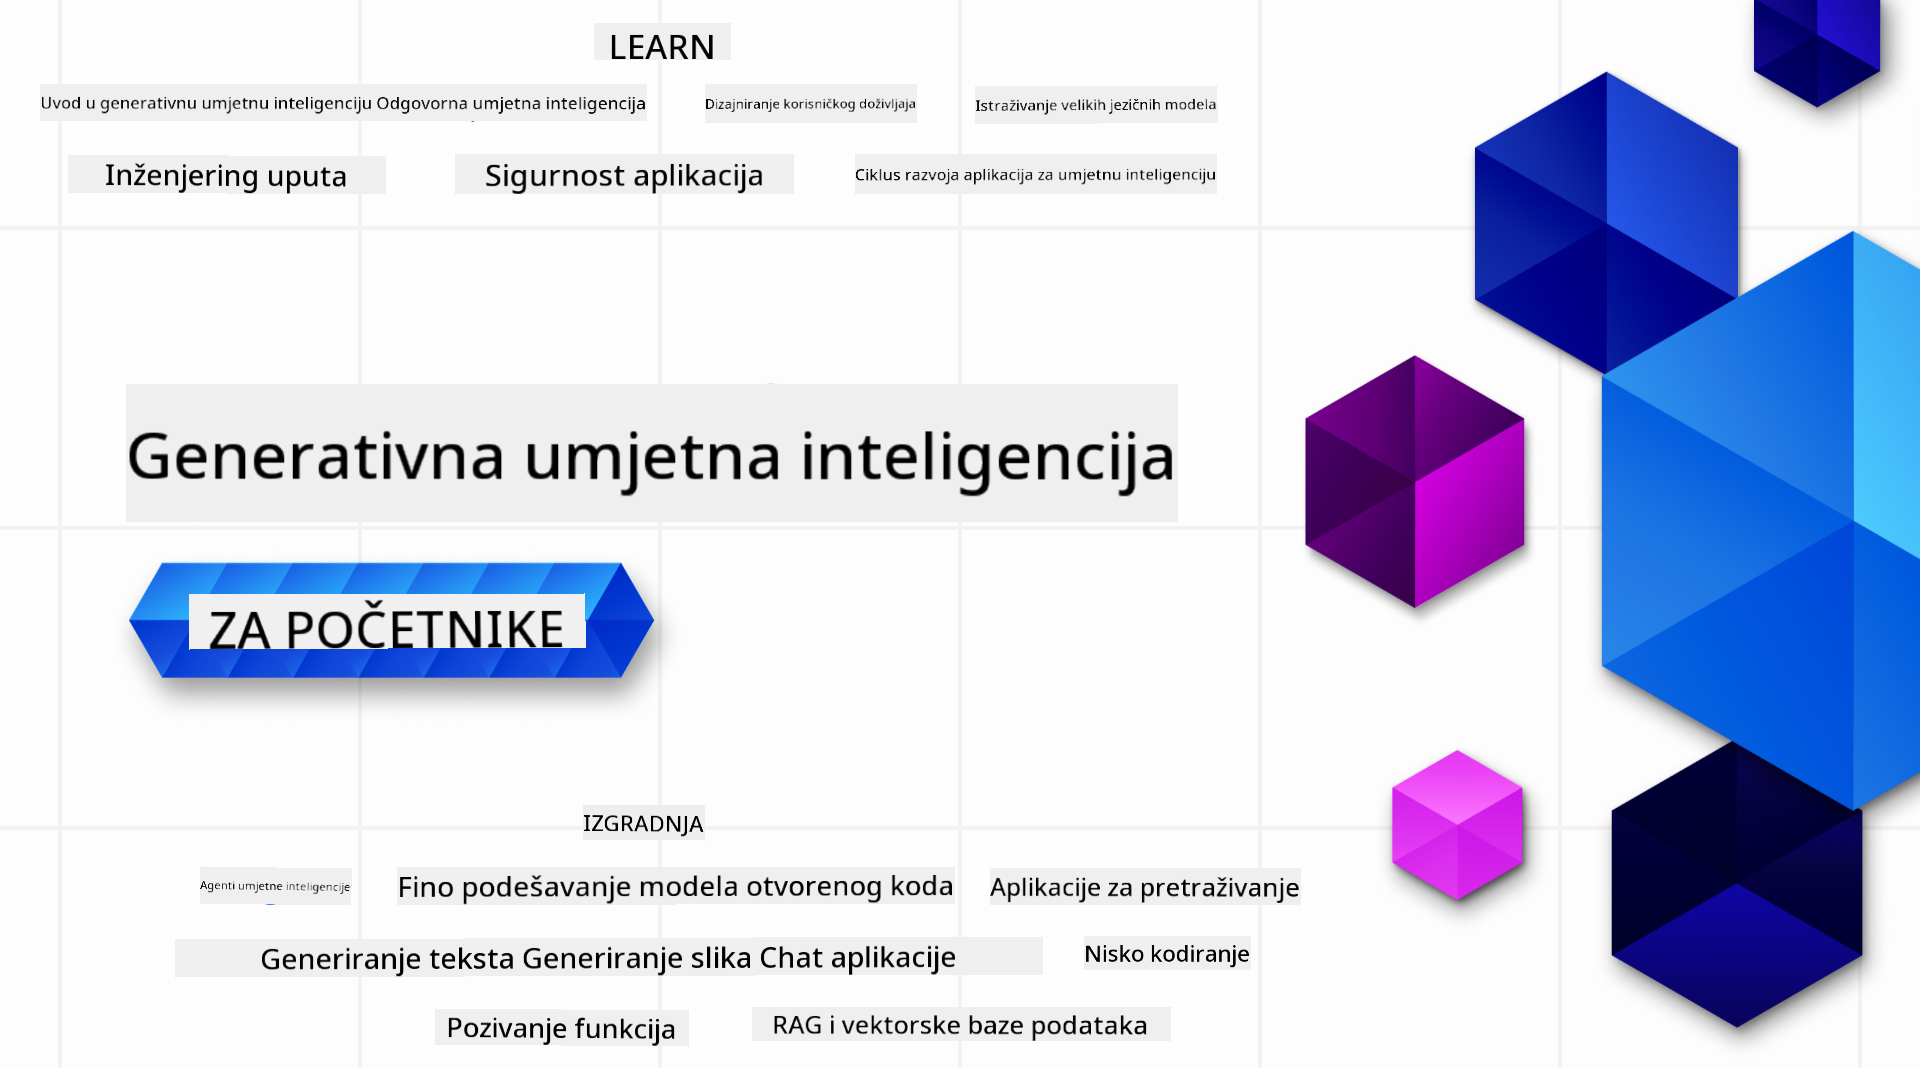 LEARN
Uvod u generativnu umjetnu inteligenciju Odgovorna umjetna inteligencija
Dizajniranje korisničkog doživljaja
Istraživanje velikih jezičnih modela
Inženjering uputa
Sigurnost aplikacija
Ciklus razvoja aplikacija za umjetnu inteligenciju
Generativna umjetna inteligencija
ZA POČETNIKE
IZGRADNJA
Agenti umjetne inteligencije
Fino podešavanje modela otvorenog koda
Aplikacije za pretraživanje
Generiranje teksta Generiranje slika Chat aplikacije
Nisko kodiranje
Pozivanje funkcija
RAG i vektorske baze podataka